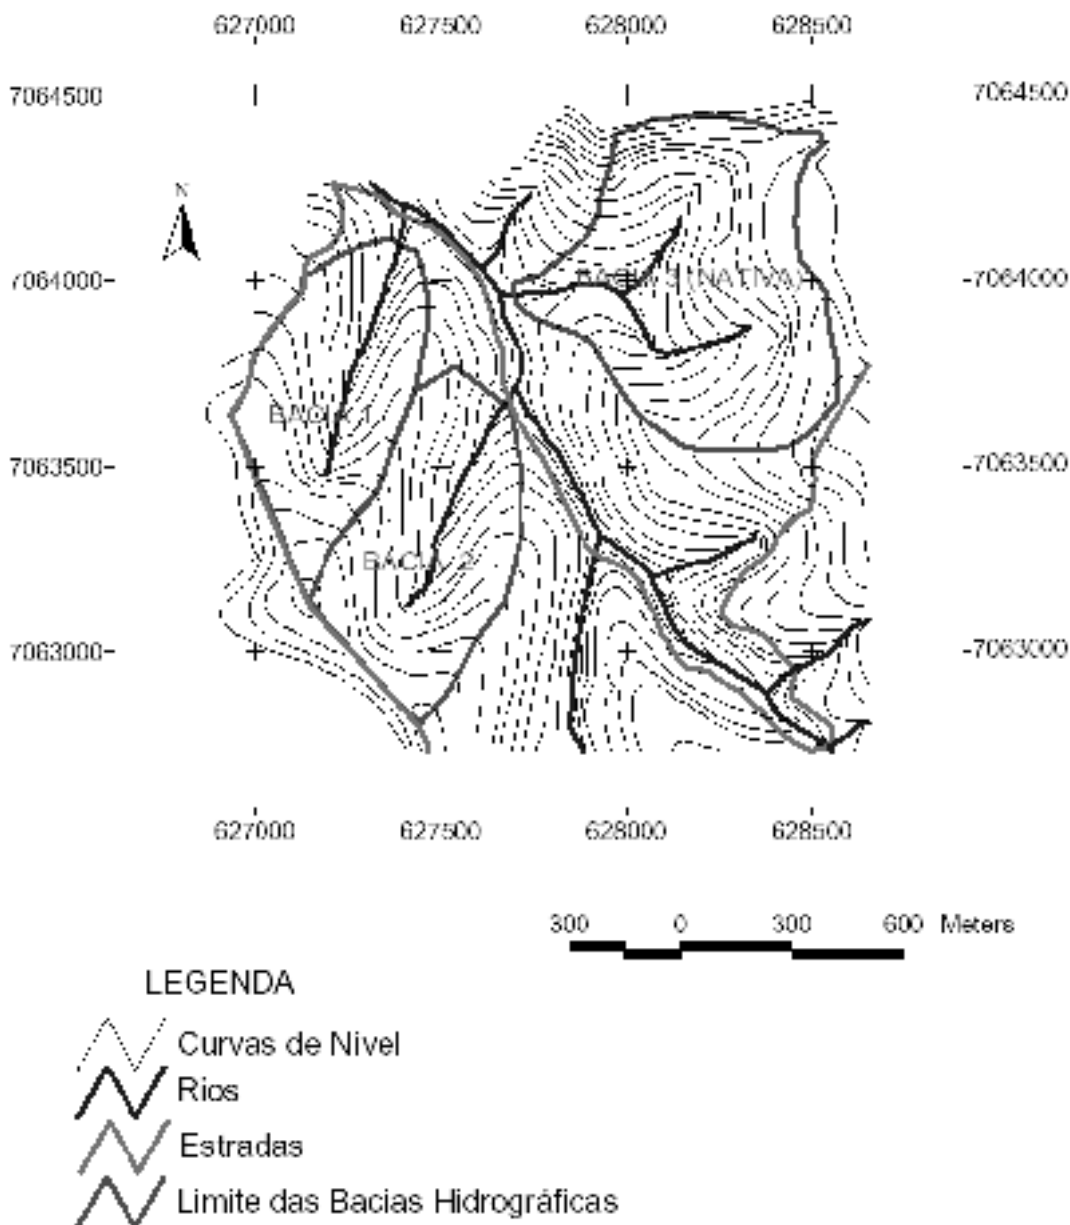 627000 627500 628000 628500
7064500 7064500
N
7064000 BACIA 3 (NATIVA) -7064000
BACIA 1
7063500 -7063500
BACIA 2
7063000 -7063000
627000 627500 628000 628500
300 0 300 600 Meters
LEGENDA
Curvas de Nível
Rios
Estradas
Limite das Bacias Hidrográficas